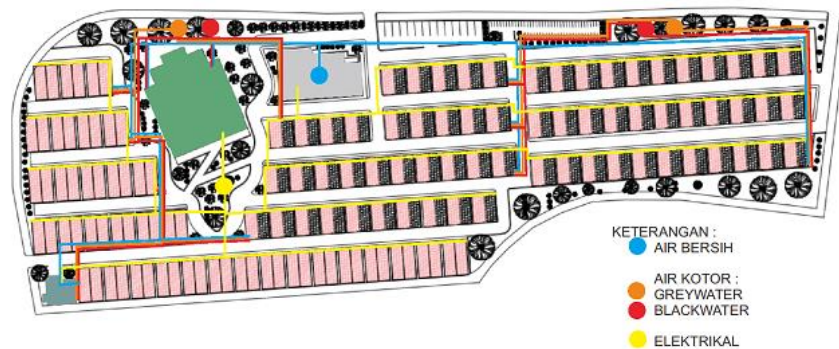 KETERANGAN :
AIR BERSIH
AIR KOTOR :
GREYWATER
BLACKWATER
ELEKTRIKAL